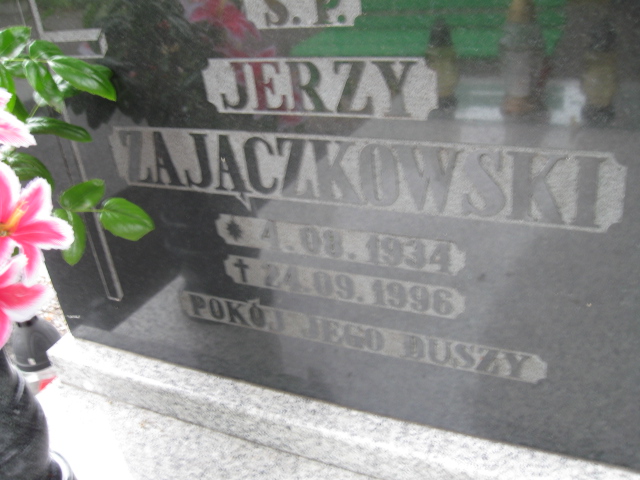 Ś. P.
JERZY
ZAJĄCZKOWSKI
* 4.08.1934
† 24.09.1996
POKÓJ JEGO DUSZY